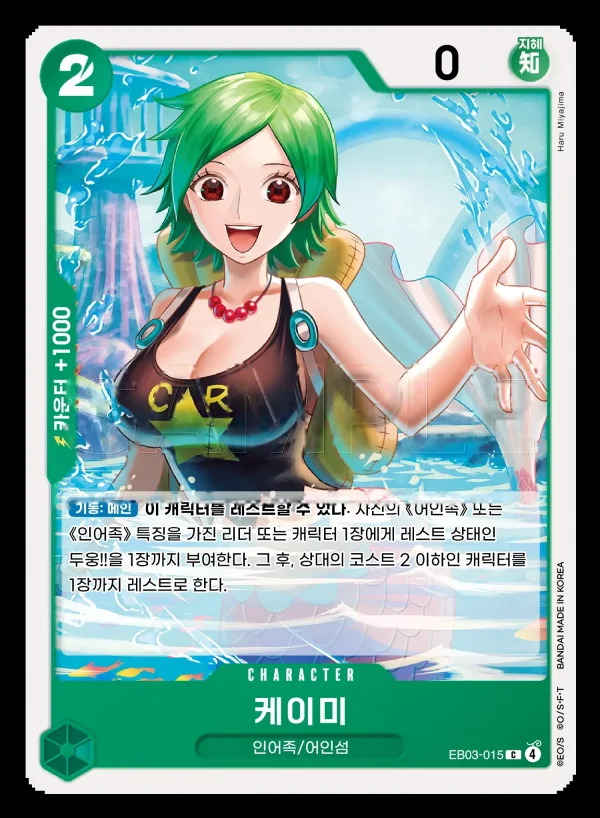 2
0
지혜
知
Haru Miyajima
카운터 +1000
CAR
SAMPLE
기동: 메인 이 캐릭터를 레스트할 수 있다: 자신의 《어인족》 또는
《인어족》 특징을 가진 리더 또는 캐릭터 1장에게 레스트 상태인
두웅!!을 1장까지 부여한다. 그 후, 상대의 코스트 2 이하인 캐릭터를
1장까지 레스트로 한다.
CHARACTER
케이미
인어족/어인섬
EB03-015 C 4
©EO/S ©O/S·F·T BANDAI MADE IN KOREA